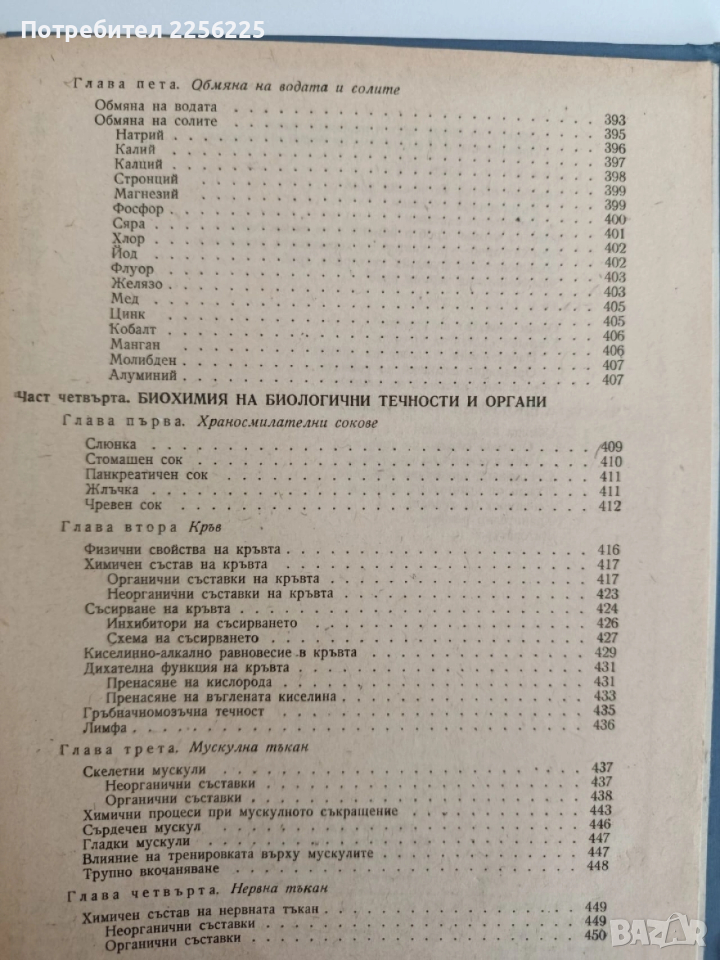 Потребител 2256225
Глава пета. Обмяна на водата и солите
Обмяна на водата . . . . . . . . . . . . . . . . . . . . 393
Обмяна на солите . . . . . . . . . . . . . . . . . . . . 395
Натрий . . . . . . . . . . . . . . . . . . . . 396
Калий . . . . . . . . . . . . . . . . . . . . 397
Калций . . . . . . . . . . . . . . . . . . . . 398
Стронций . . . . . . . . . . . . . . . . . . . . 399
Магнезий . . . . . . . . . . . . . . . . . . . . 399
Фосфор . . . . . . . . . . . . . . . . . . . . 400
Сяра . . . . . . . . . . . . . . . . . . . . 401
Хлор . . . . . . . . . . . . . . . . . . . . 402
Йод . . . . . . . . . . . . . . . . . . . . 402
Флуор . . . . . . . . . . . . . . . . . . . . 403
Желязо . . . . . . . . . . . . . . . . . . . . 403
Мед . . . . . . . . . . . . . . . . . . . . 405
Цинк . . . . . . . . . . . . . . . . . . . . 405
Кобалт . . . . . . . . . . . . . . . . . . . . 406
Манган . . . . . . . . . . . . . . . . . . . . 406
Молибден . . . . . . . . . . . . . . . . . . . . 407
Алуминий . . . . . . . . . . . . . . . . . . . . 407
Част четвърта. БИОХИМИЯ НА БИОЛОГИЧНИ ТЕЧНОСТИ И ОРГАНИ
Глава първа. Храносмилателни сокове
Слюнка . . . . . . . . . . . . . . . . . . . . 409
Стомашен сок . . . . . . . . . . . . . . . . . . . . 410
Панкреатичен сок . . . . . . . . . . . . . . . . . . . . 411
Жлъчка . . . . . . . . . . . . . . . . . . . . 411
Чревен сок . . . . . . . . . . . . . . . . . . . . 412
Глава втора Кръв
Физични свойства на кръвта . . . . . . . . . . . . . . . . 416
Химичен състав на кръвта . . . . . . . . . . . . . . . . 417
Органични съставки на кръвта . . . . . . . . . . . . . . 417
Неорганични съставки на кръвта . . . . . . . . . . . . . . 423
Съсирване на кръвта . . . . . . . . . . . . . . . . 424
Инхибитори на съсирването . . . . . . . . . . . . . . 426
Схема на съсирването . . . . . . . . . . . . . . . . 427
Киселинно-алкално равновесие в кръвта . . . . . . . . . . . . 429
Дихателна функция на кръвта . . . . . . . . . . . . . . . . 431
Пренасяне на кислорода . . . . . . . . . . . . . . . . 431
Пренасяне на въглената киселина . . . . . . . . . . . . . . 433
Гръбначномозъчна течност . . . . . . . . . . . . . . . . 435
Лимфа . . . . . . . . . . . . . . . . . . . . 436
Глава трета. Мускулна тъкан
Скелетни мускули . . . . . . . . . . . . . . . . . . 437
Неорганични съставки . . . . . . . . . . . . . . . . 437
Органични съставки . . . . . . . . . . . . . . . . 438
Химични процеси при мускулното съкращение . . . . . . . . . . 443
Сърдечен мускул . . . . . . . . . . . . . . . . . . 446
Гладки мускули . . . . . . . . . . . . . . . . . . 447
Влияние на тренировката върху мускулите . . . . . . . . . . . 447
Трупно вкочаняване . . . . . . . . . . . . . . . . . . 448
Глава четвърта. Нервна тъкан
Химичен състав на нервната тъкан . . . . . . . . . . . . . . 449
Неорганични съставки . . . . . . . . . . . . . . . . 449
Органични съставки . . . . . . . . . . . . . . . . 450
BAZAR